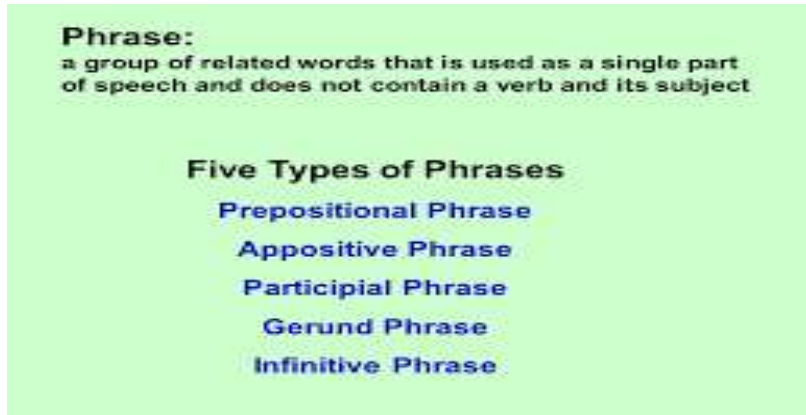 Phrase:
a group of related words that is used as a single part
of speech and does not contain a verb and its subject
Five Types of Phrases
Prepositional Phrase
Appositive Phrase
Participial Phrase
Gerund Phrase
Infinitive Phrase